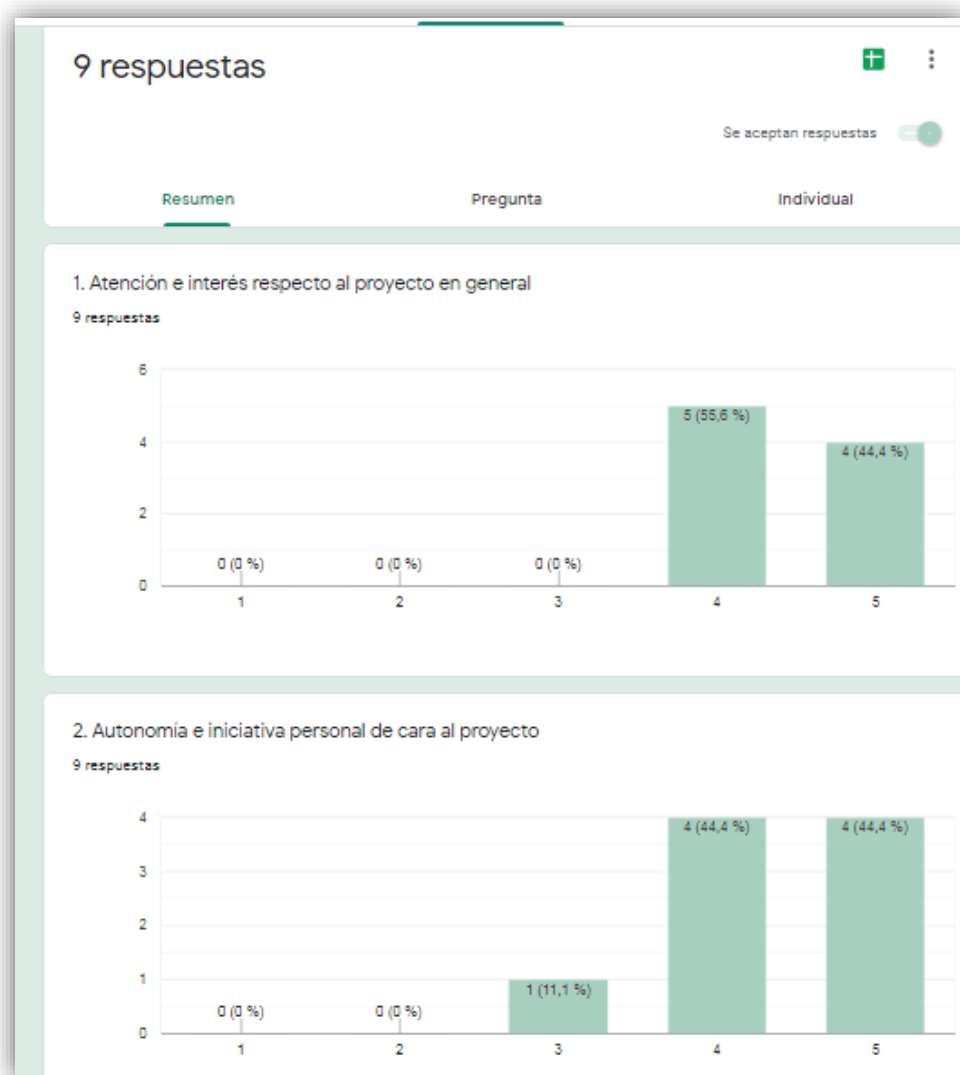 9 respuestas
Se aceptan respuestas
Resumen Pregunta Individual
1. Atención e interés respecto al proyecto en general
9 respuestas
6
5 (55,6 %)
4
4 (44,4 %)
2
0 (0 %) 0 (0 %) 0 (0 %)
0
1 2 3 4 5
2. Autonomía e iniciativa personal de cara al proyecto
9 respuestas
4
4 (44,4 %) 4 (44,4 %)
3
2
1
1 (11,1 %)
0 (0 %) 0 (0 %)
0
1 2 3 4 5